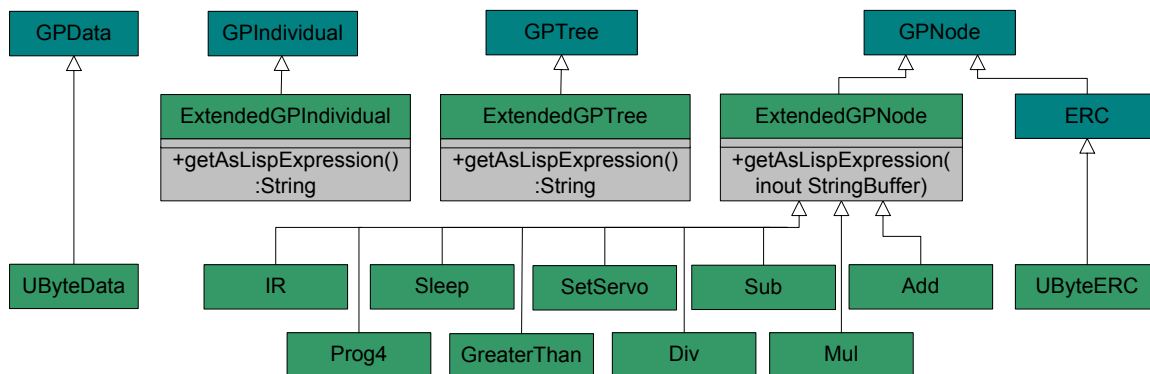 GPData
GPIndividual
GPTree
GPNode
ExtendedGPIndividual
ExtendedGPTree
ExtendedGPNode
ERC
+getAsLispExpression()
:String
+getAsLispExpression()
:String
+getAsLispExpression(
inout StringBuffer)
UByteData
IR
Sleep
SetServo
Sub
Add
UByteERC
Prog4
GreaterThan
Div
Mul